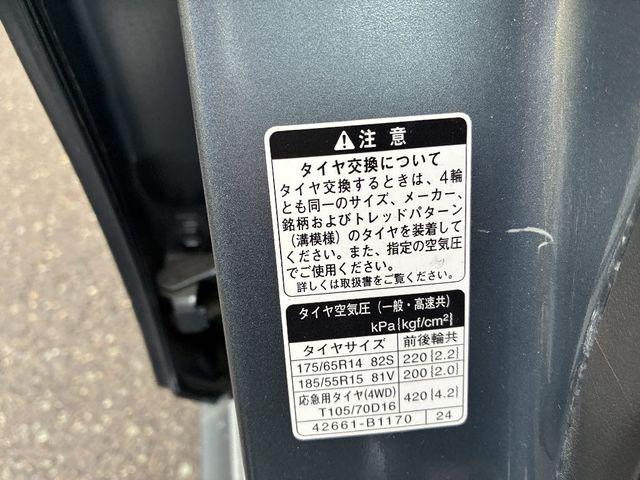 ⚠注意
タイヤ交換について
タイヤ交換するときは、4輪
とも同一のサイズ、メーカー、
銘柄およびトレッドパターン
(溝模様)のタイヤを装着して
ください。また、指定の空気圧
でご使用ください。
詳しくは取扱書をご覧ください。
タイヤ空気圧(一般・高速共)
kPa{kgf/cm²}
タイヤサイズ 前後輪共
175/65R14 82S 220{2.2}
185/55R15 81V 200{2.0}
応急用タイヤ(4WD)
T105/70D16 420{4.2}
42661-B1170 24